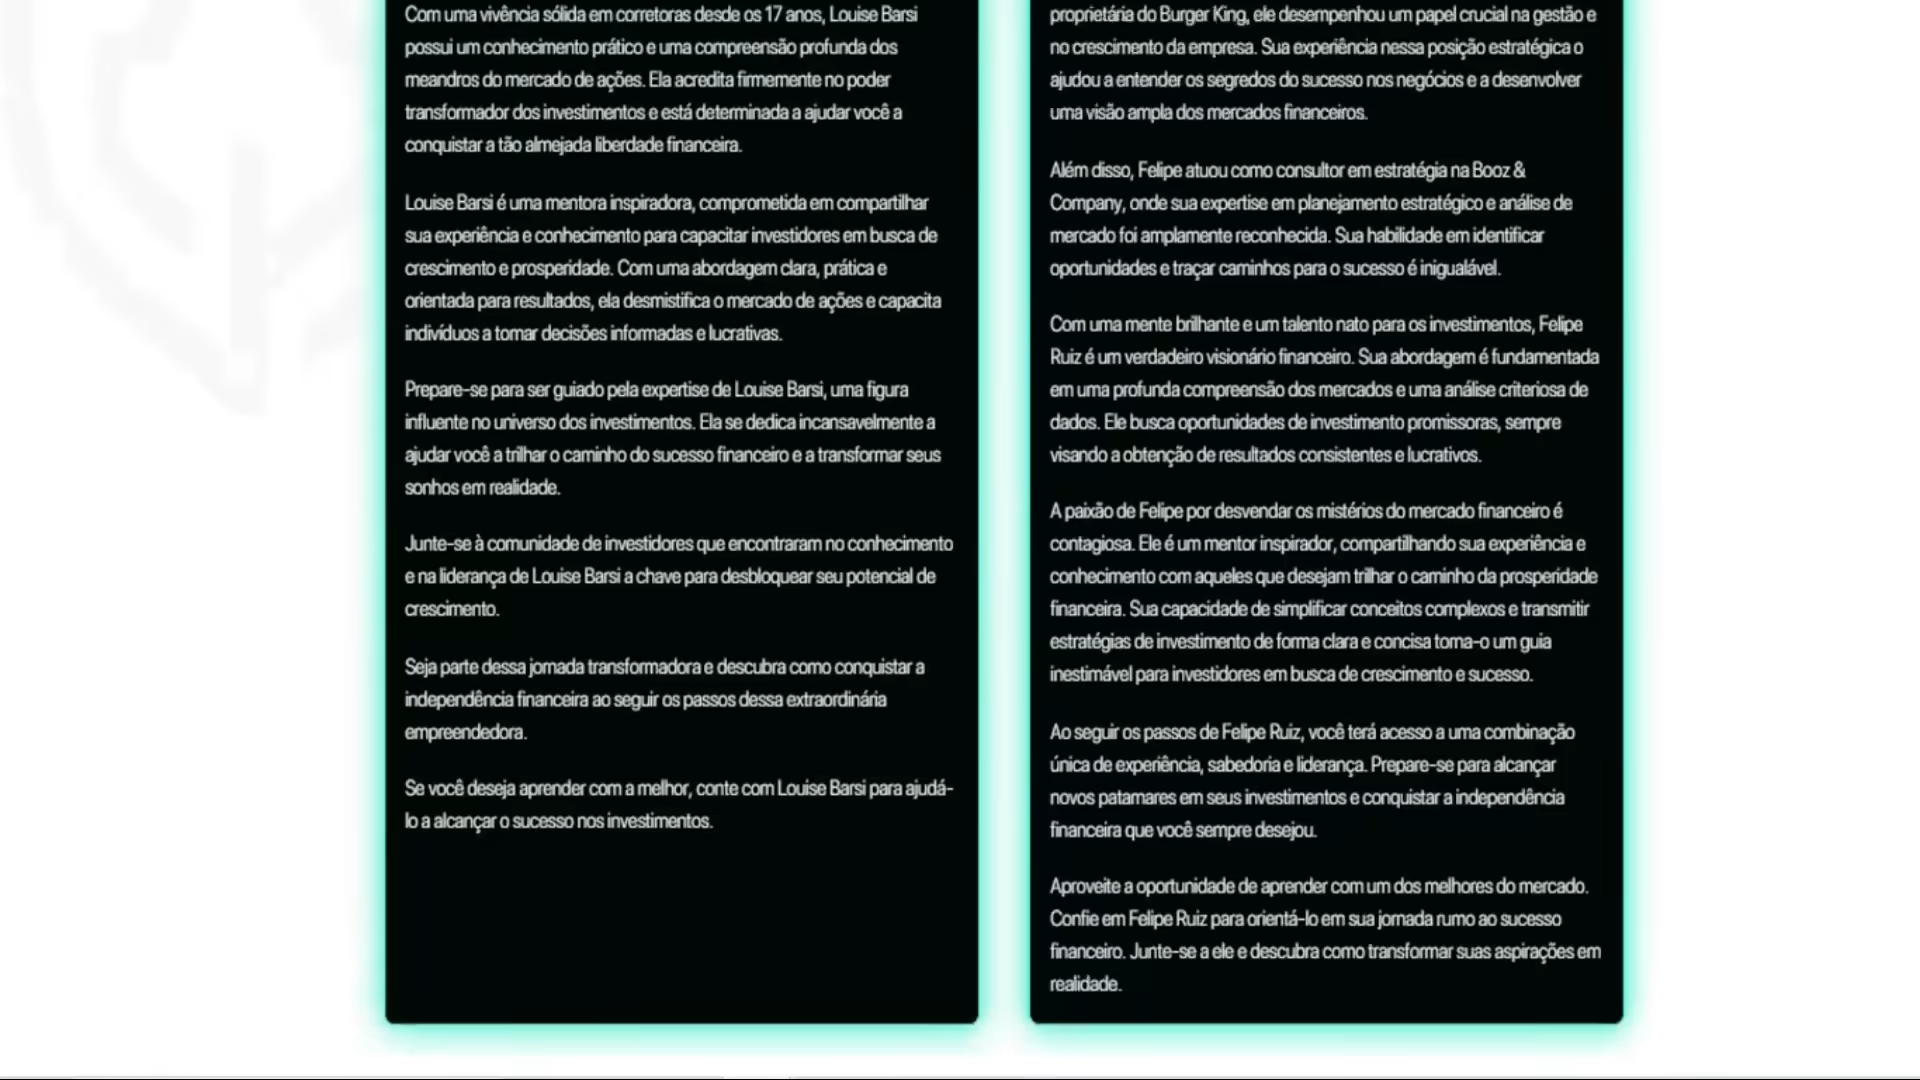 Com uma vivência sólida em corretoras desde os 17 anos, Louise Barsi
possui um conhecimento prático e uma compreensão profunda dos
meandros do mercado de ações. Ela acredita firmemente no poder
transformador dos investimentos e está determinada a ajudar você a
conquistar a tão almejada liberdade financeira.
Louise Barsi é uma mentora inspiradora, comprometida em compartilhar
sua experiência e conhecimento para capacitar investidores em busca de
crescimento e prosperidade. Com uma abordagem clara, prática e
orientada para resultados, ela desmistifica o mercado de ações e capacita
indivíduos a tomar decisões informadas e lucrativas.
Prepare-se para ser guiado pela expertise de Louise Barsi, uma figura
influente no universo dos investimentos. Ela se dedica incansavelmente a
ajudar você a trilhar o caminho do sucesso financeiro e a transformar seus
sonhos em realidade.
Junte-se à comunidade de investidores que encontraram no conhecimento
e na liderança de Louise Barsi a chave para desbloquear seu potencial de
crescimento.
Seja parte dessa jornada transformadora e descubra como conquistar a
independência financeira ao seguir os passos dessa extraordinária
empreendedora.
Se você deseja aprender com a melhor, conte com Louise Barsi para ajudá-
lo a alcançar o sucesso nos investimentos.
proprietária do Burger King, ele desempenhou um papel crucial na gestão e
no crescimento da empresa. Sua experiência nessa posição estratégica o
ajudou a entender os segredos do sucesso nos negócios e a desenvolver
uma visão ampla dos mercados financeiros.
Além disso, Felipe atuou como consultor em estratégia na Booz &
Company, onde sua expertise em planejamento estratégico e análise de
mercado foi amplamente reconhecida. Sua habilidade em identificar
oportunidades e traçar caminhos para o sucesso é inigualável.
Com uma mente brilhante e um talento nato para os investimentos, Felipe
Ruiz é um verdadeiro visionário financeiro. Sua abordagem é fundamentada
em uma profunda compreensão dos mercados e uma análise criteriosa de
dados. Ele busca oportunidades de investimento promissoras, sempre
visando a obtenção de resultados consistentes e lucrativos.
A paixão de Felipe por desvendar os mistérios do mercado financeiro é
contagiosa. Ele é um mentor inspirador, compartilhando sua experiência e
conhecimento com aqueles que desejam trilhar o caminho da prosperidade
financeira. Sua capacidade de simplificar conceitos complexos e transmitir
estratégias de investimento de forma clara e concisa torna-o um guia
inestimável para investidores em busca de crescimento e sucesso.
Ao seguir os passos de Felipe Ruiz, você terá acesso a uma combinação
única de experiência, sabedoria e liderança. Prepare-se para alcançar
novos patamares em seus investimentos e conquistar a independência
financeira que você sempre desejou.
Aproveite a oportunidade de aprender com um dos melhores do mercado.
Confie em Felipe Ruiz para orientá-lo em sua jornada rumo ao sucesso
financeiro. Junte-se a ele e descubra como transformar suas aspirações em
realidade.